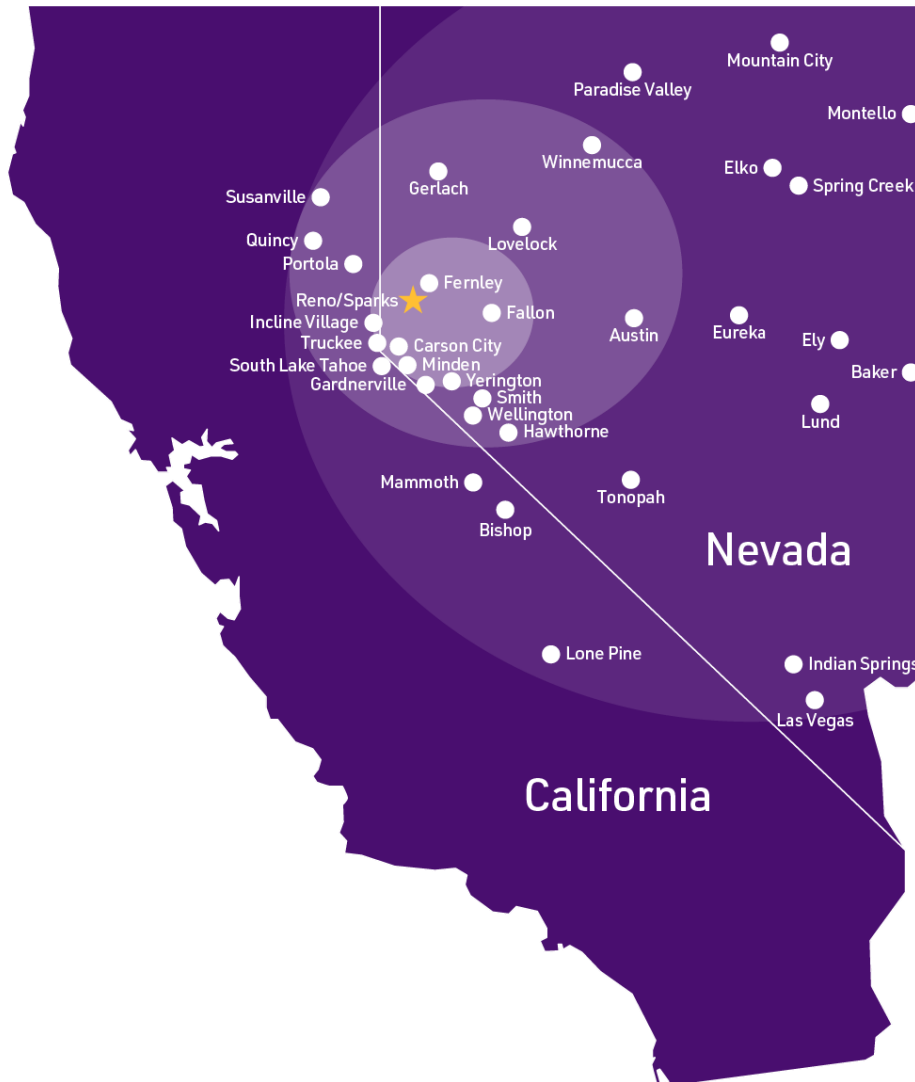 Mountain City
Paradise Valley
Montello
Winnemucca
Elko
Gerlach
Spring Creek
Susanville
Quincy
Lovelock
Portola
Fernley
Reno/Sparks
Fallon
Incline Village
Austin
Eureka
Truckee
Carson City
Ely
South Lake Tahoe
Minden
Baker
Gardnerville
Yerington
Smith
Wellington
Lund
Hawthorne
Mammoth
Tonopah
Bishop
Nevada
Lone Pine
Indian Springs
Las Vegas
California